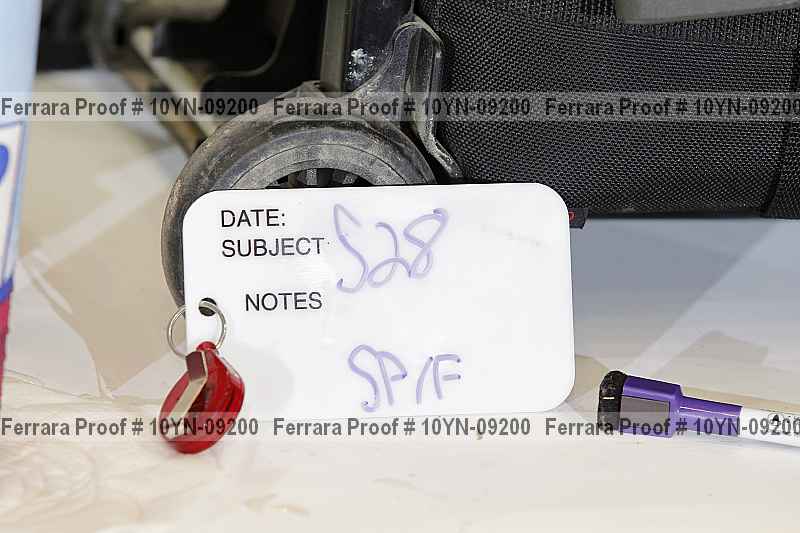 Ferrara Proof # 10YN-09200 Ferrara Proof # 10YN-09200 Ferrara Proof # 10YN-09200
DATE:
SUBJECT: S28
NOTES
SP/F
Ferrara Proof # 10YN-09200 Ferrara Proof # 10YN-09200 Ferrara Proof # 10YN-09200